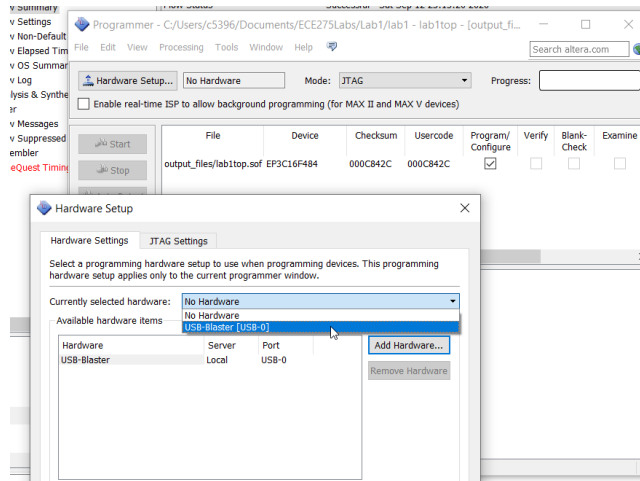 v Summary
Flow Status Successful - Sat Sep 12 23:13:20 2020
v Settings
v Non-Default
v Elapsed Tim
v OS Summar
v Log
lysis & Synthe
er
v Messages
v Suppressed
embler
eQuest Timing
Programmer - C:/Users/c5396/Documents/ECE275Labs/Lab1/lab1 - lab1top - [output_fi...
File Edit View Processing Tools Window Help
Search altera.com
Hardware Setup... No Hardware Mode: JTAG Progress:
Enable real-time ISP to allow background programming (for MAX II and MAX V devices)
Start
Stop
File Device Checksum Usercode Program/ Configure Verify Blank- Check Examine
output_files/lab1top.sof EP3C16F484 000C842C 000C842C
Hardware Setup
Hardware Settings JTAG Settings
Select a programming hardware setup to use when programming devices. This programming
hardware setup applies only to the current programmer window.
Currently selected hardware: No Hardware
No Hardware
USB-Blaster [USB-0]
Available hardware items
Hardware Server Port
USB-Blaster Local USB-0
Add Hardware...
Remove Hardware